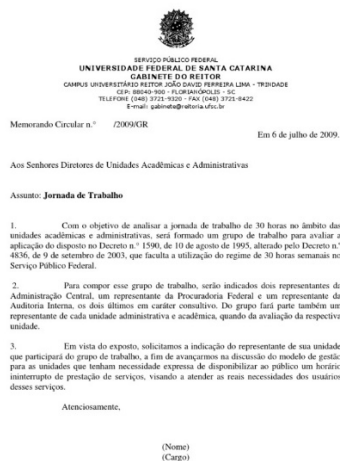 SERVIÇO PÚBLICO FEDERAL
UNIVERSIDADE FEDERAL DE SANTA CATARINA
GABINETE DO REITOR
CAMPUS UNIVERSITÁRIO REITOR JOÃO DAVID FERREIRA LIMA - TRINDADE
CEP: 88040-900 - FLORIANÓPOLIS - SC
TELEFONE (048) 3721-9320 - FAX (048) 3721-8422
E-mail: gabinete@reitoria.ufsc.br
Memorando Circular n.° /2009/GR
Em 6 de julho de 2009.
Aos Senhores Diretores de Unidades Acadêmicas e Administrativas
Assunto: Jornada de Trabalho
1. Com o objetivo de analisar a jornada de trabalho de 30 horas no âmbito das
unidades acadêmicas e administrativas, será formado um grupo de trabalho para avaliar a
aplicação do disposto no Decreto n.° 1590, de 10 de agosto de 1995, alterado pelo Decreto n.°
4836, de 9 de setembro de 2003, que faculta a utilização do regime de 30 horas semanais no
Serviço Público Federal.
2. Para compor esse grupo de trabalho, serão indicados dois representantes da
Administração Central, um representante da Procuradoria Federal e um representante da
Auditoria Interna, os dois últimos em caráter consultivo. Do grupo fará parte também um
representante de cada unidade administrativa e acadêmica, quando da avaliação da respectiva
unidade.
3. Em vista do exposto, solicitamos a indicação do representante de sua unidade
que participará do grupo de trabalho, a fim de avançarmos na discussão do modelo de gestão
para as unidades que tenham necessidade expressa de disponibilizar ao público um horário
ininterrupto de prestação de serviços, visando a atender as reais necessidades dos usuários
desses serviços.
Atenciosamente,
(Nome)
(Cargo)